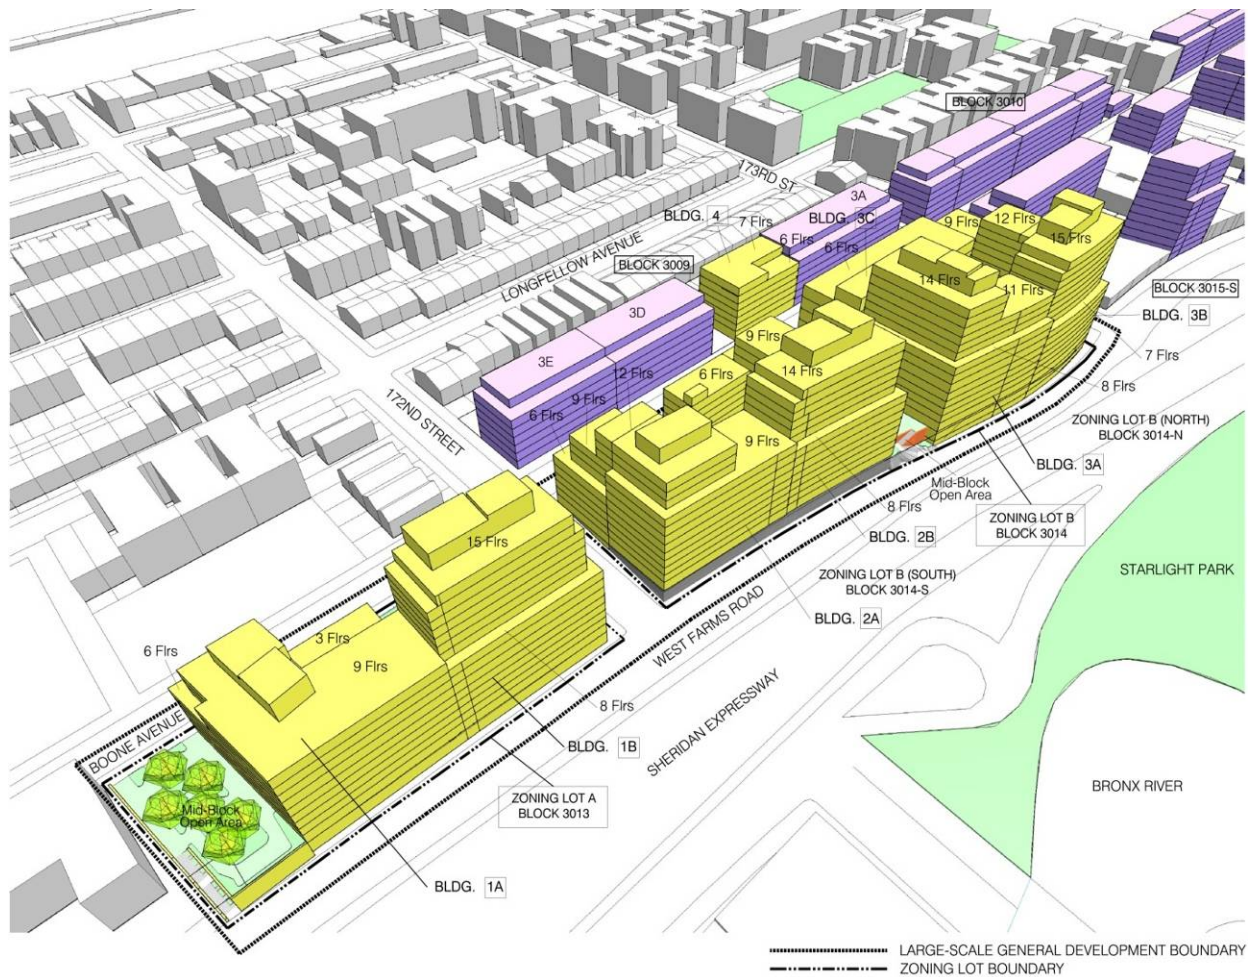 BLOCK 3010
173RD ST
3A
BLDG. 4
7 Flrs
BLDG. 3C
9 Flrs
12 Flrs
6 Flrs
6 Flrs
15 Flrs
LONGFELLOW AVENUE
BLOCK 3009
14 Flrs
11 Flrs
BLOCK 3015-S
BLDG. 3B
3D
9 Flrs
7 Flrs
3E
12 Flrs
6 Flrs
14 Flrs
8 Flrs
9 Flrs
6 Flrs
172ND STREET
9 Flrs
ZONING LOT B (NORTH)
BLOCK 3014-N
BLDG. 3A
Mid-Block
Open Area
8 Flrs
ZONING LOT B
BLOCK 3014
BLDG. 2B
15 Flrs
STARLIGHT PARK
ZONING LOT B (SOUTH)
BLOCK 3014-S
BLDG. 2A
WEST FARMS ROAD
3 Flrs
6 Flrs
9 Flrs
8 Flrs
SHERIDAN EXPRESSWAY
BOONE AVENUE
BLDG. 1B
BRONX RIVER
ZONING LOT A
BLOCK 3013
Mid-Block
Open Area
BLDG. 1A
LARGE-SCALE GENERAL DEVELOPMENT BOUNDARY
ZONING LOT BOUNDARY